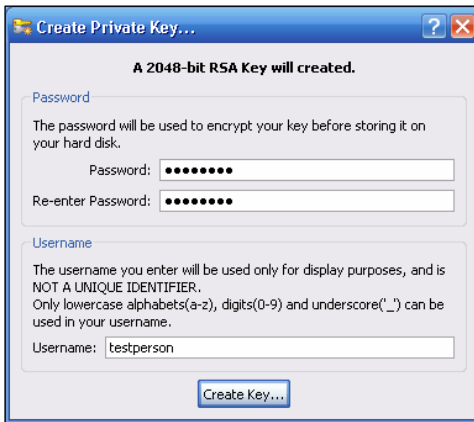 Create Private Key...
A 2048-bit RSA Key will created.
Password
The password will be used to encrypt your key before storing it on
your hard disk.
Password: ●●●●●●●●
Re-enter Password: ●●●●●●●●
Username
The username you enter will be used only for display purposes, and is
NOT A UNIQUE IDENTIFIER.
Only lowercase alphabets(a-z), digits(0-9) and underscore('_') can be
used in your username.
Username: testperson
Create Key...